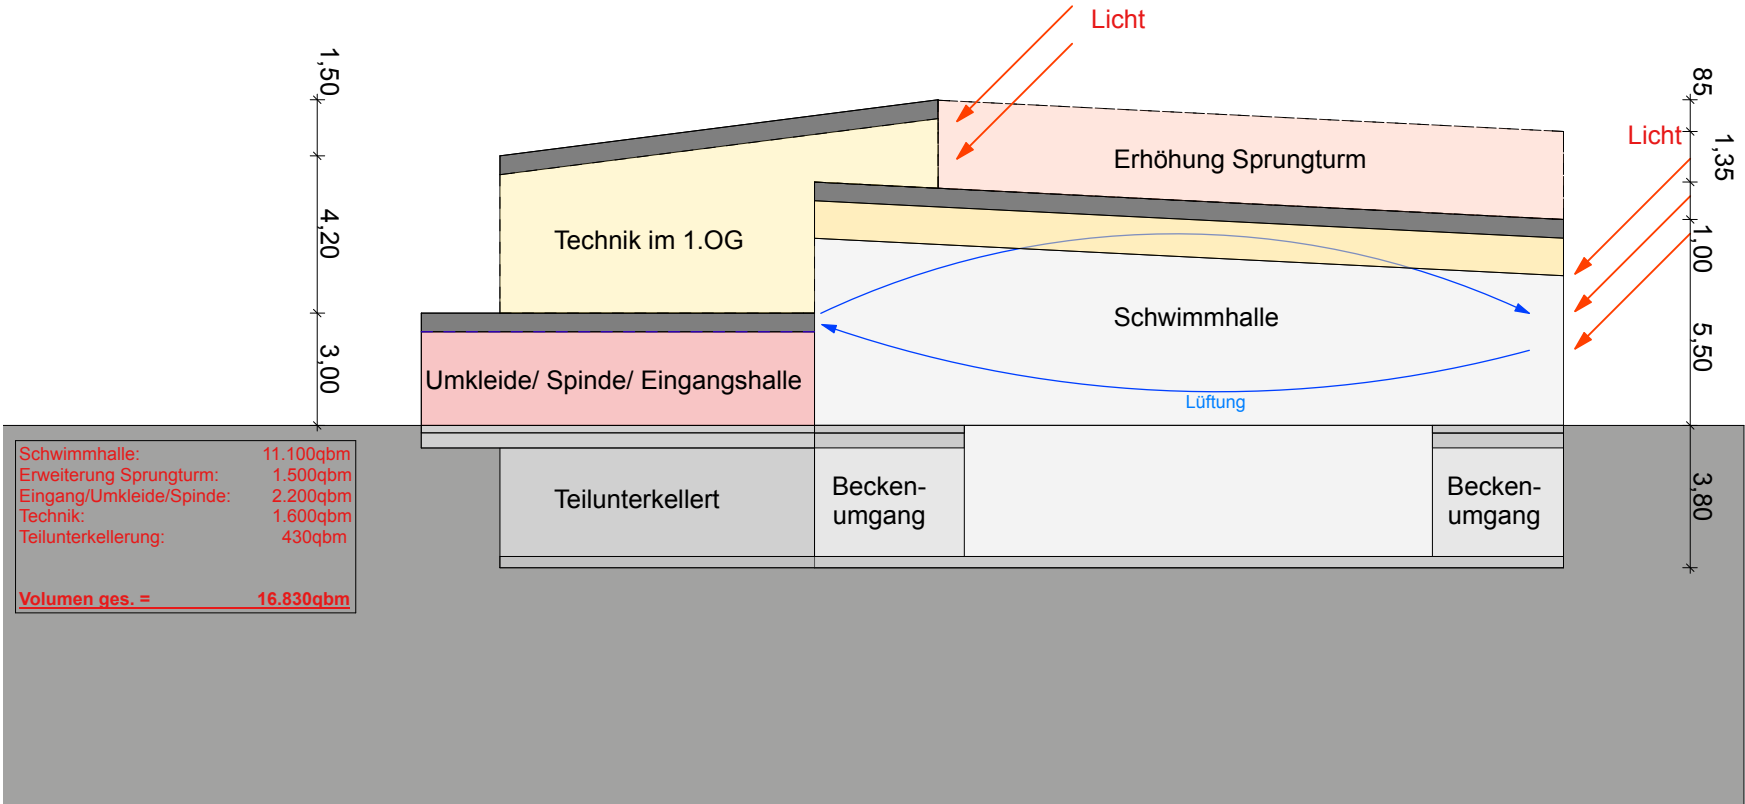 Licht
1,50
85
Licht
1,35
Erhöhung Sprungturm
4,20
Technik im 1.OG
1,00
Schwimmhalle
3,00
5,50
Umkleide/ Spinde/ Eingangshalle
Lüftung
Schwimmhalle: 11.100qbm
Erweiterung Sprungturm: 1.500qbm
Eingang/Umkleide/Spinde: 2.200qbm
Technik: 1.600qbm
Teilunterkellerung: 430qbm
Volumen ges. = 16.830qbm
Teilunterkellert
Becken-
umgang
Becken-
umgang
3,80